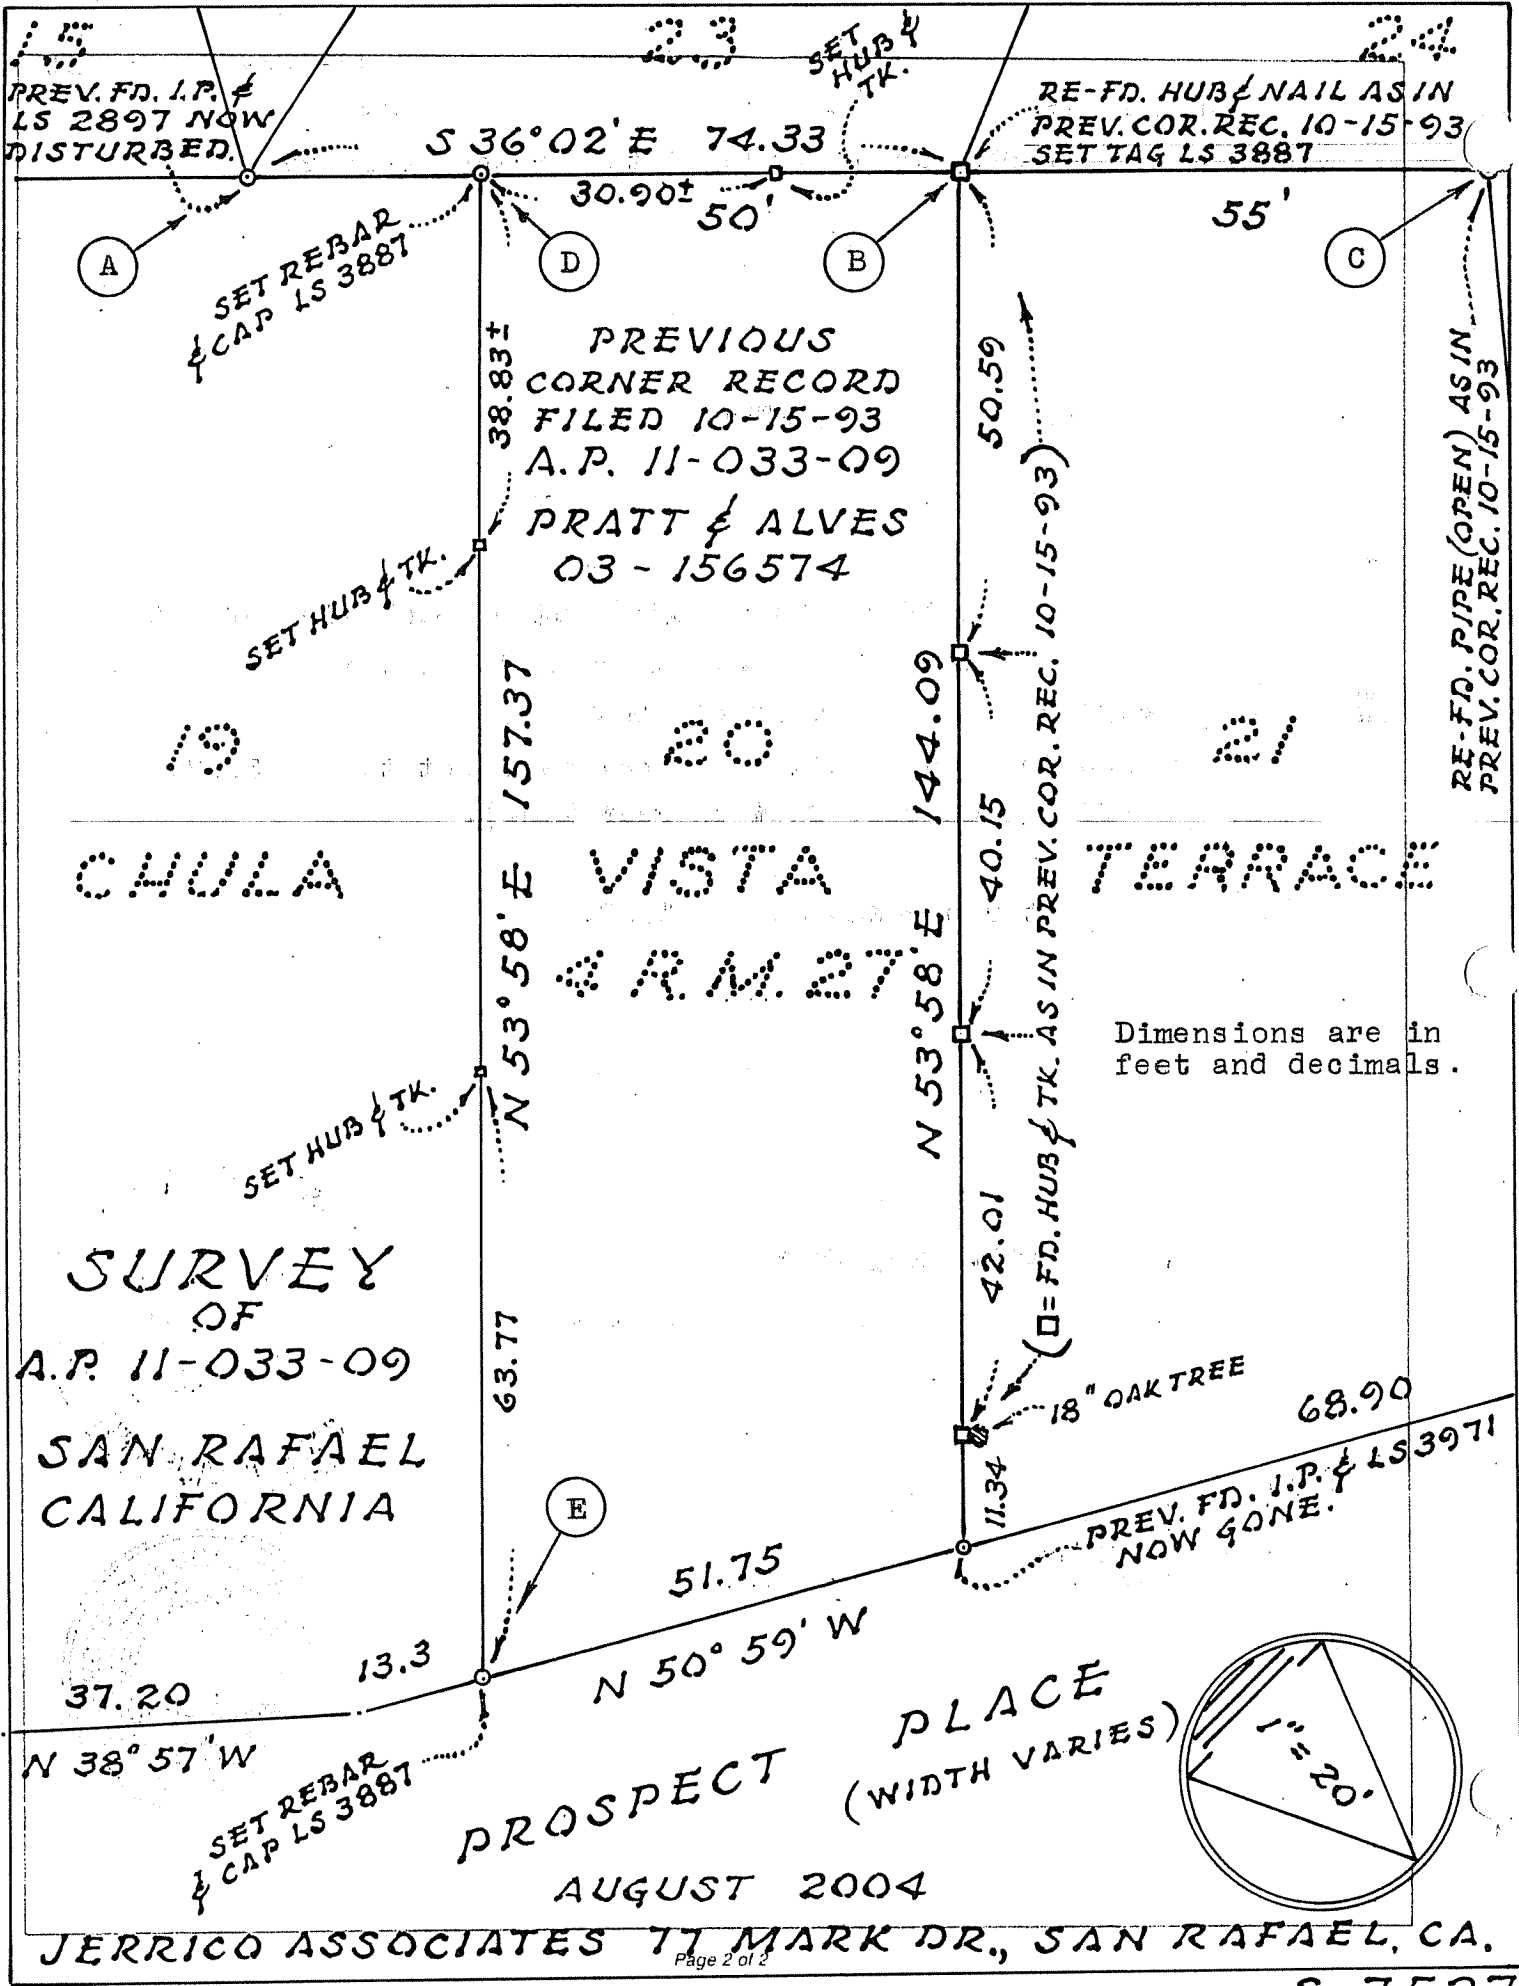 15
23
24
SET
HUB &
TK.
PREV. FD. I.P. &
LS 2897 NOW
DISTURBED.
RE-FD. HUB & NAIL AS IN
PREV. COR. REC. 10-15-93
SET TAG LS 3887
S 36°02' E 74.33
30.90±
50'
55'
A
D
B
C
SET REBAR
& CAP LS 3887
38.83±
PREVIOUS
CORNER RECORD
FILED 10-15-93
A.P. 11-033-09
PRATT & ALVES
03-156574
50.59
RE-FD. PIPE (OPEN) AS IN
PREV. COR. REC. 10-15-93
SET HUB & TK.
19
20
21
N 53°58' E 157.37
N 53°58' E 144.09
40.15
(□= FD. HUB & TK. AS IN PREV. COR. REC. 10-15-93)
CHULA VISTA TERRACE
4 R.M. 27
Dimensions are in
feet and decimals.
SET HUB & TK.
42.01
SURVEY
OF
A.P. 11-033-09
SAN RAFAEL
CALIFORNIA
63.77
18" OAK TREE
68.90
11.34
PREV. FD. I.P. & LS 3971
NOW GONE.
E
51.75
N 50° 59' W
13.3
37.20
N 38° 57' W
SET REBAR
& CAP LS 3887
PROSPECT PLACE
(WIDTH VARIES)
1" = 20'
AUGUST 2004
JERRICO ASSOCIATES 77 MARK DR., SAN RAFAEL, CA.
Page 2 of 2